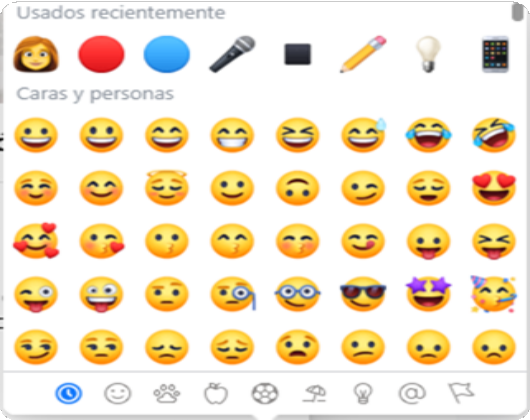 Usados recientemente
Caras y personas